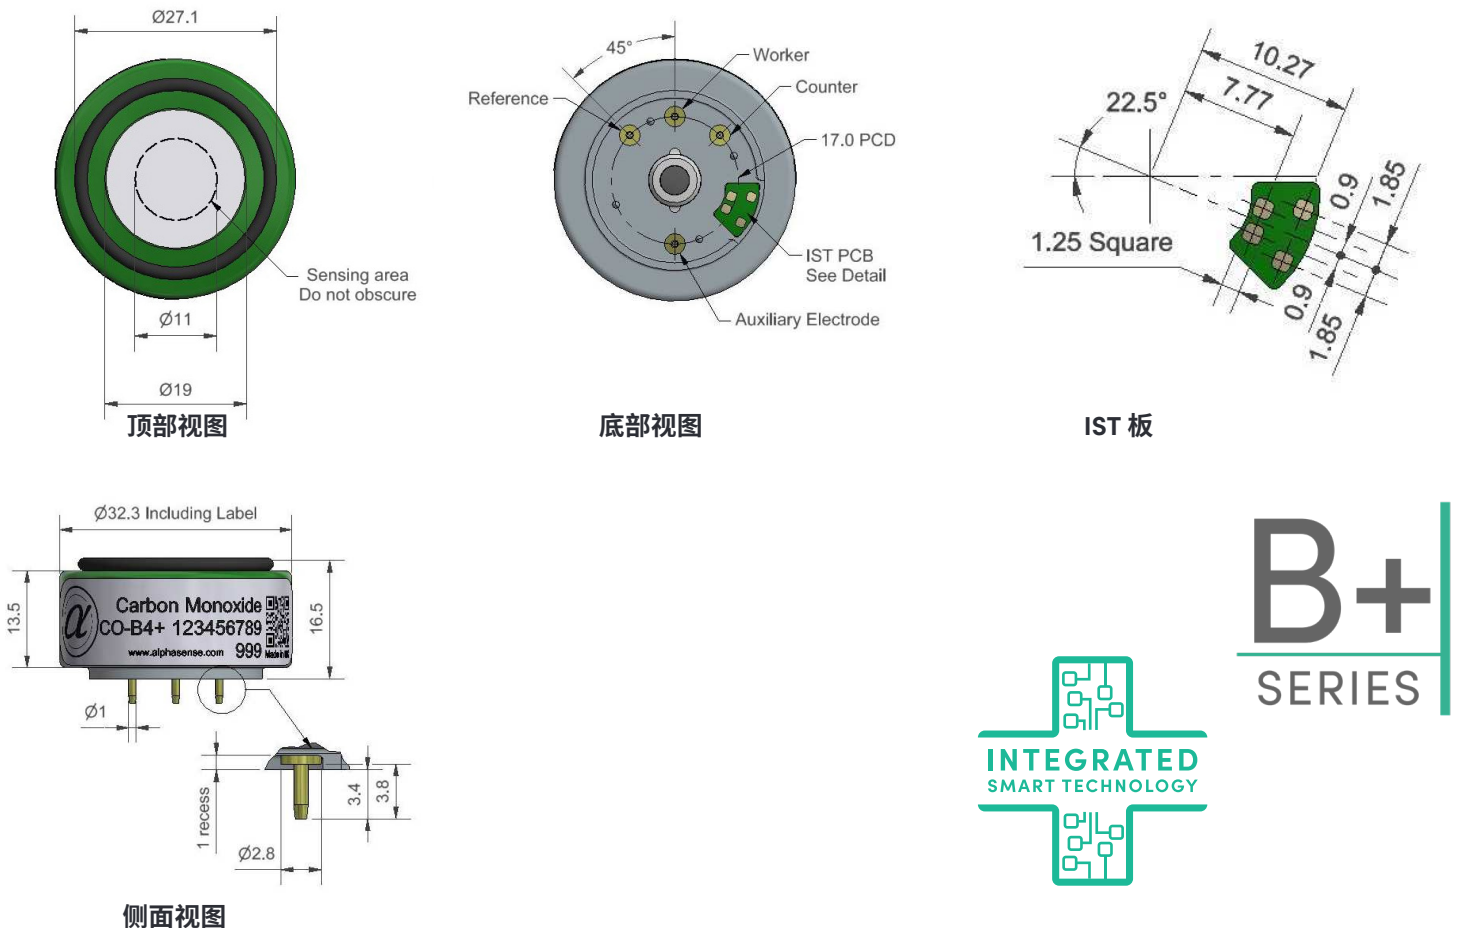 Ø27.1
Sensing area
Do not obscure
Ø11
Ø19
顶部视图
45°
Worker
Reference
Counter
17.0 PCD
IST PCB
See Detail
Auxiliary Electrode
底部视图
10.27
7.77
22.5°
0.9
1.85
1.25 Square
0.9
1.85
IST 板
Ø32.3 Including Label
13.5
16.5
α
Carbon Monoxide
CO-B4+ 123456789
www.alphasense.com
999
Ø1
1 recess
3.4
3.8
Ø2.8
侧面视图
B+
SERIES
INTEGRATED
SMART TECHNOLOGY